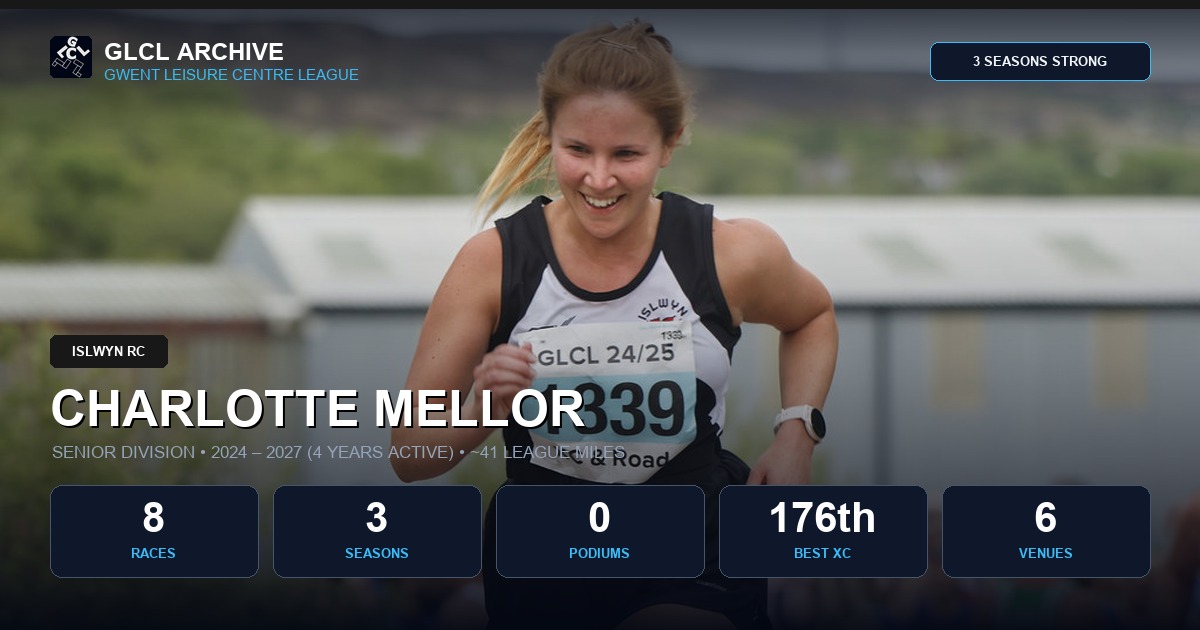 GLCL ARCHIVE
GWENT LEISURE CENTRE LEAGUE
3 SEASONS STRONG
ISLWYN
1339
GLCL 24/25
1339
& Road
ISLWYN RC
CHARLOTTE MELLOR
SENIOR DIVISION • 2024 – 2027 (4 YEARS ACTIVE) • ~41 LEAGUE MILES
8
RACES
3
SEASONS
0
PODIUMS
176th
BEST XC
6
VENUES